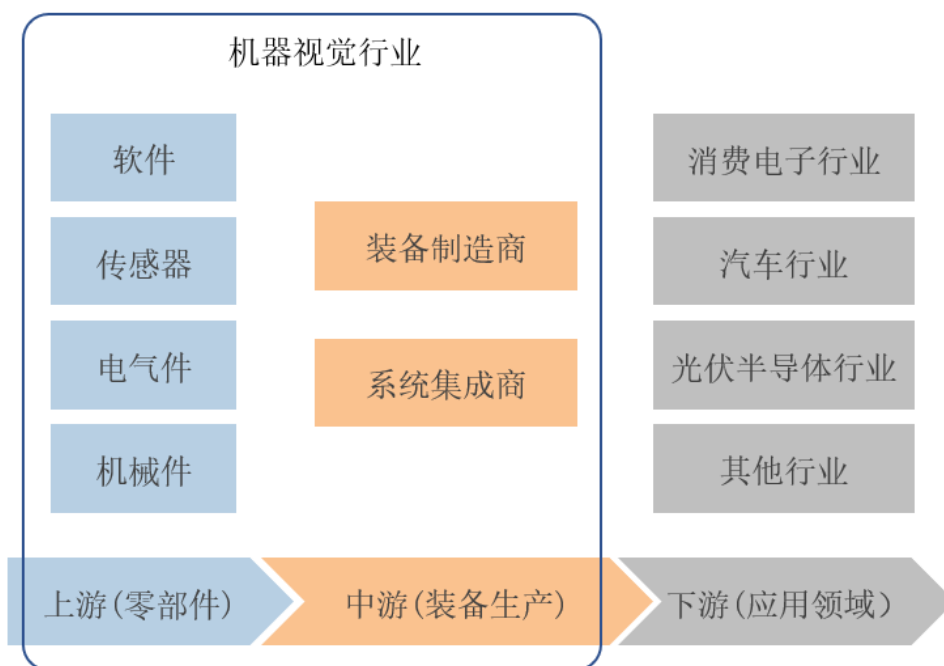 机器视觉行业
软件
传感器
电气件
机械件
装备制造商
系统集成商
消费电子行业
汽车行业
光伏半导体行业
其他行业
上游(零部件)
中游(装备生产)
下游(应用领域）